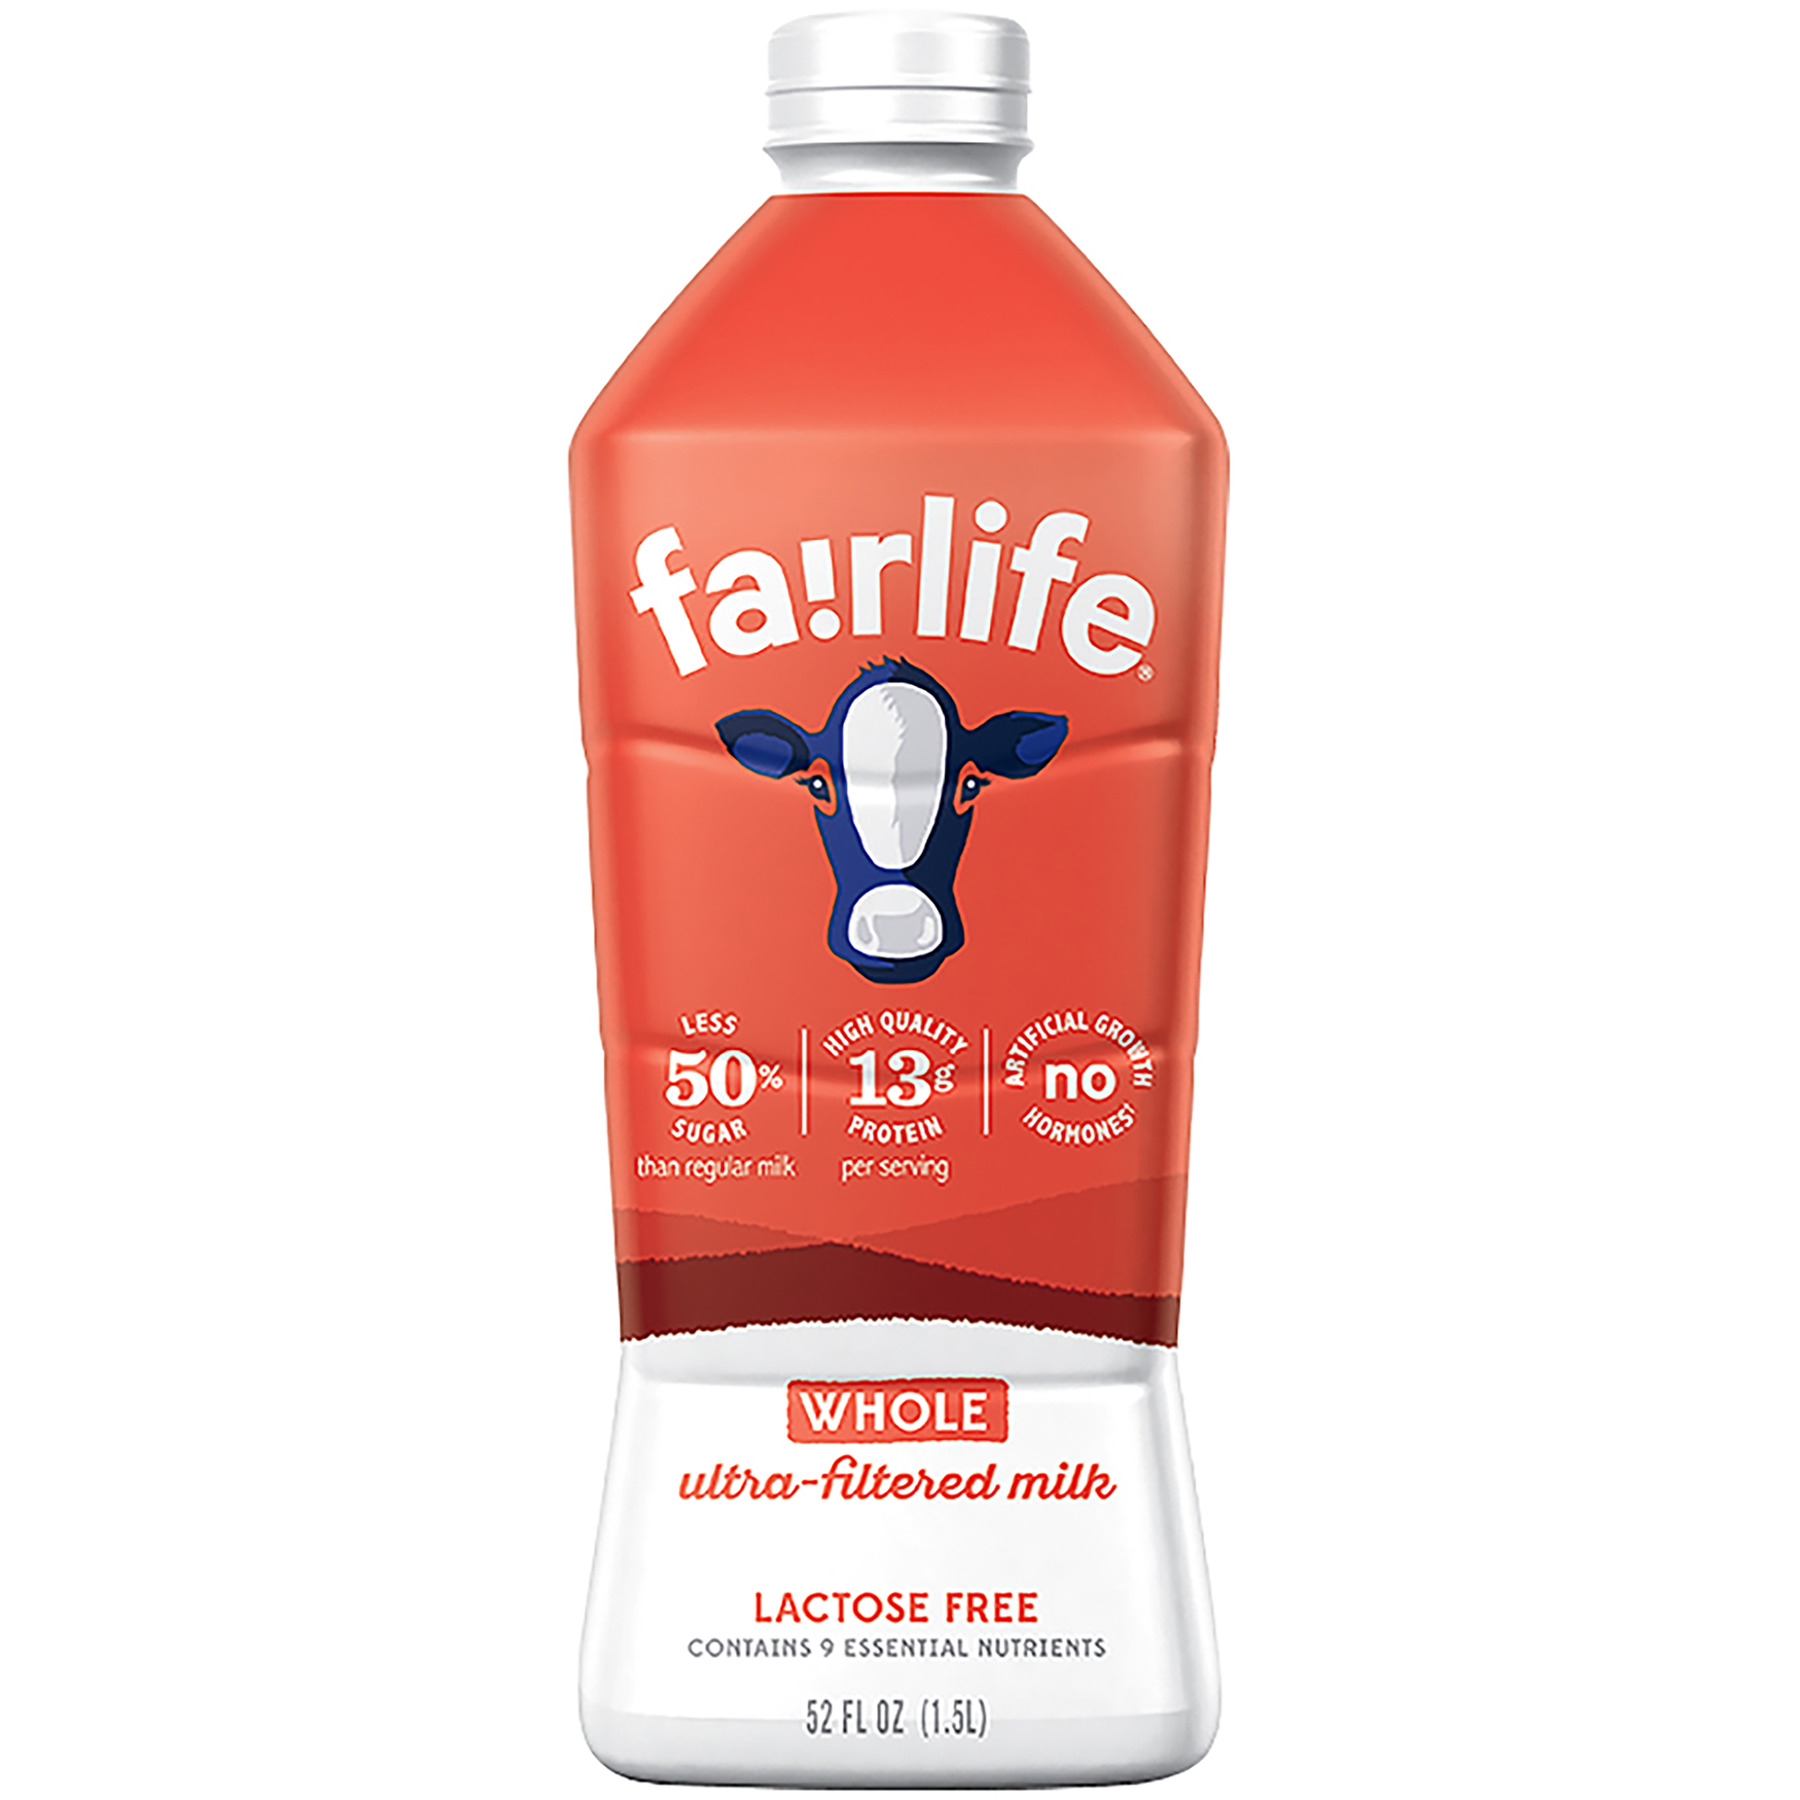 fa!rlife®
LESS
50%
SUGAR
than regular milk
HIGH QUALITY
13g
PROTEIN
per serving
ARTIFICIAL GROWTH
no
HORMONES†
WHOLE
ultra-filtered milk
LACTOSE FREE
CONTAINS 9 ESSENTIAL NUTRIENTS
52 FL OZ (1.5L)